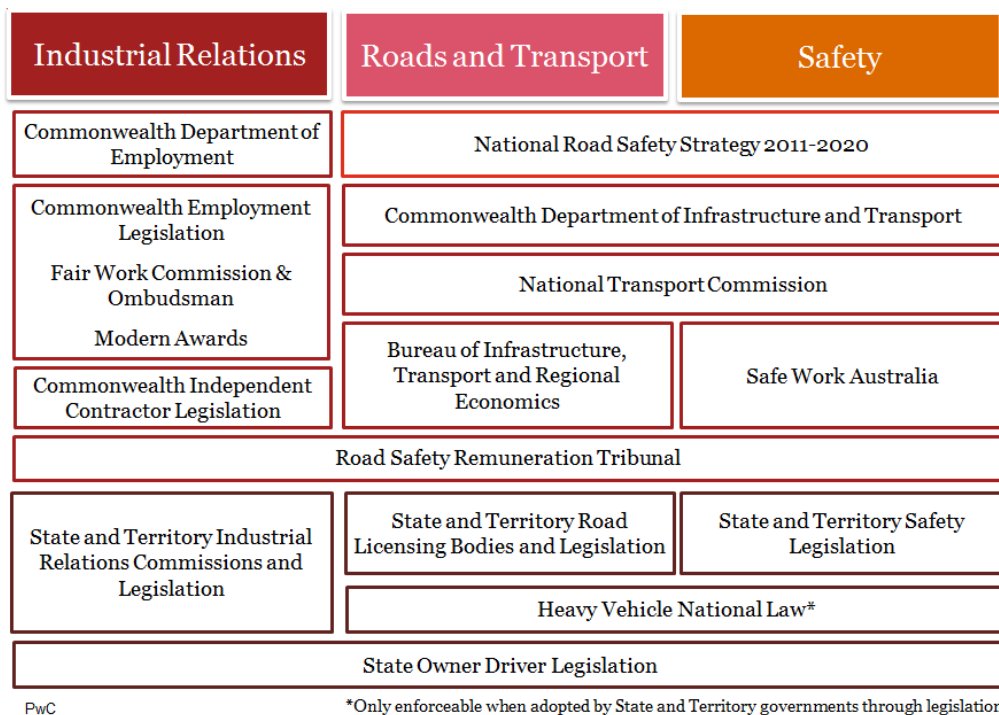 Industrial Relations
Roads and Transport
Safety
Commonwealth Department of
Employment
National Road Safety Strategy 2011-2020
Commonwealth Employment
Legislation
Fair Work Commission &
Ombudsman
Modern Awards
Commonwealth Department of Infrastructure and Transport
National Transport Commission
Bureau of Infrastructure,
Transport and Regional
Economics
Safe Work Australia
Commonwealth Independent
Contractor Legislation
Road Safety Remuneration Tribunal
State and Territory Industrial
Relations Commissions and
Legislation
State and Territory Road
Licensing Bodies and Legislation
State and Territory Safety
Legislation
Heavy Vehicle National Law*
State Owner Driver Legislation
PwC
*Only enforceable when adopted by State and Territory governments through legislation